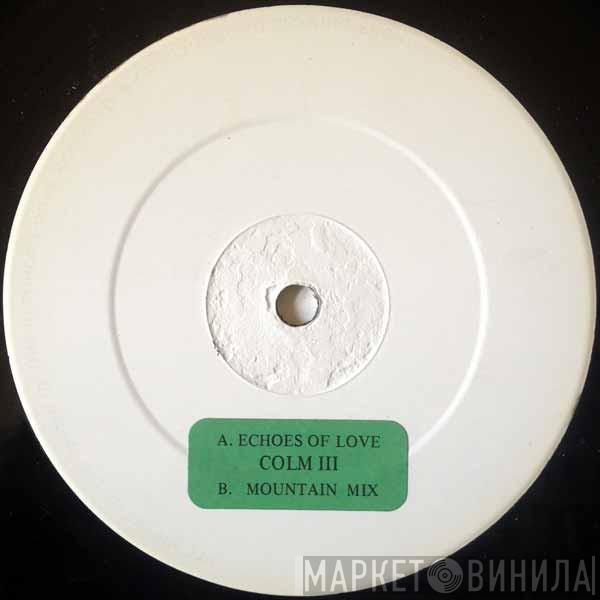 A. ECHOES OF LOVE
COLM III
B. MOUNTAIN MIX
МАРКЕТ ВИНИЛА